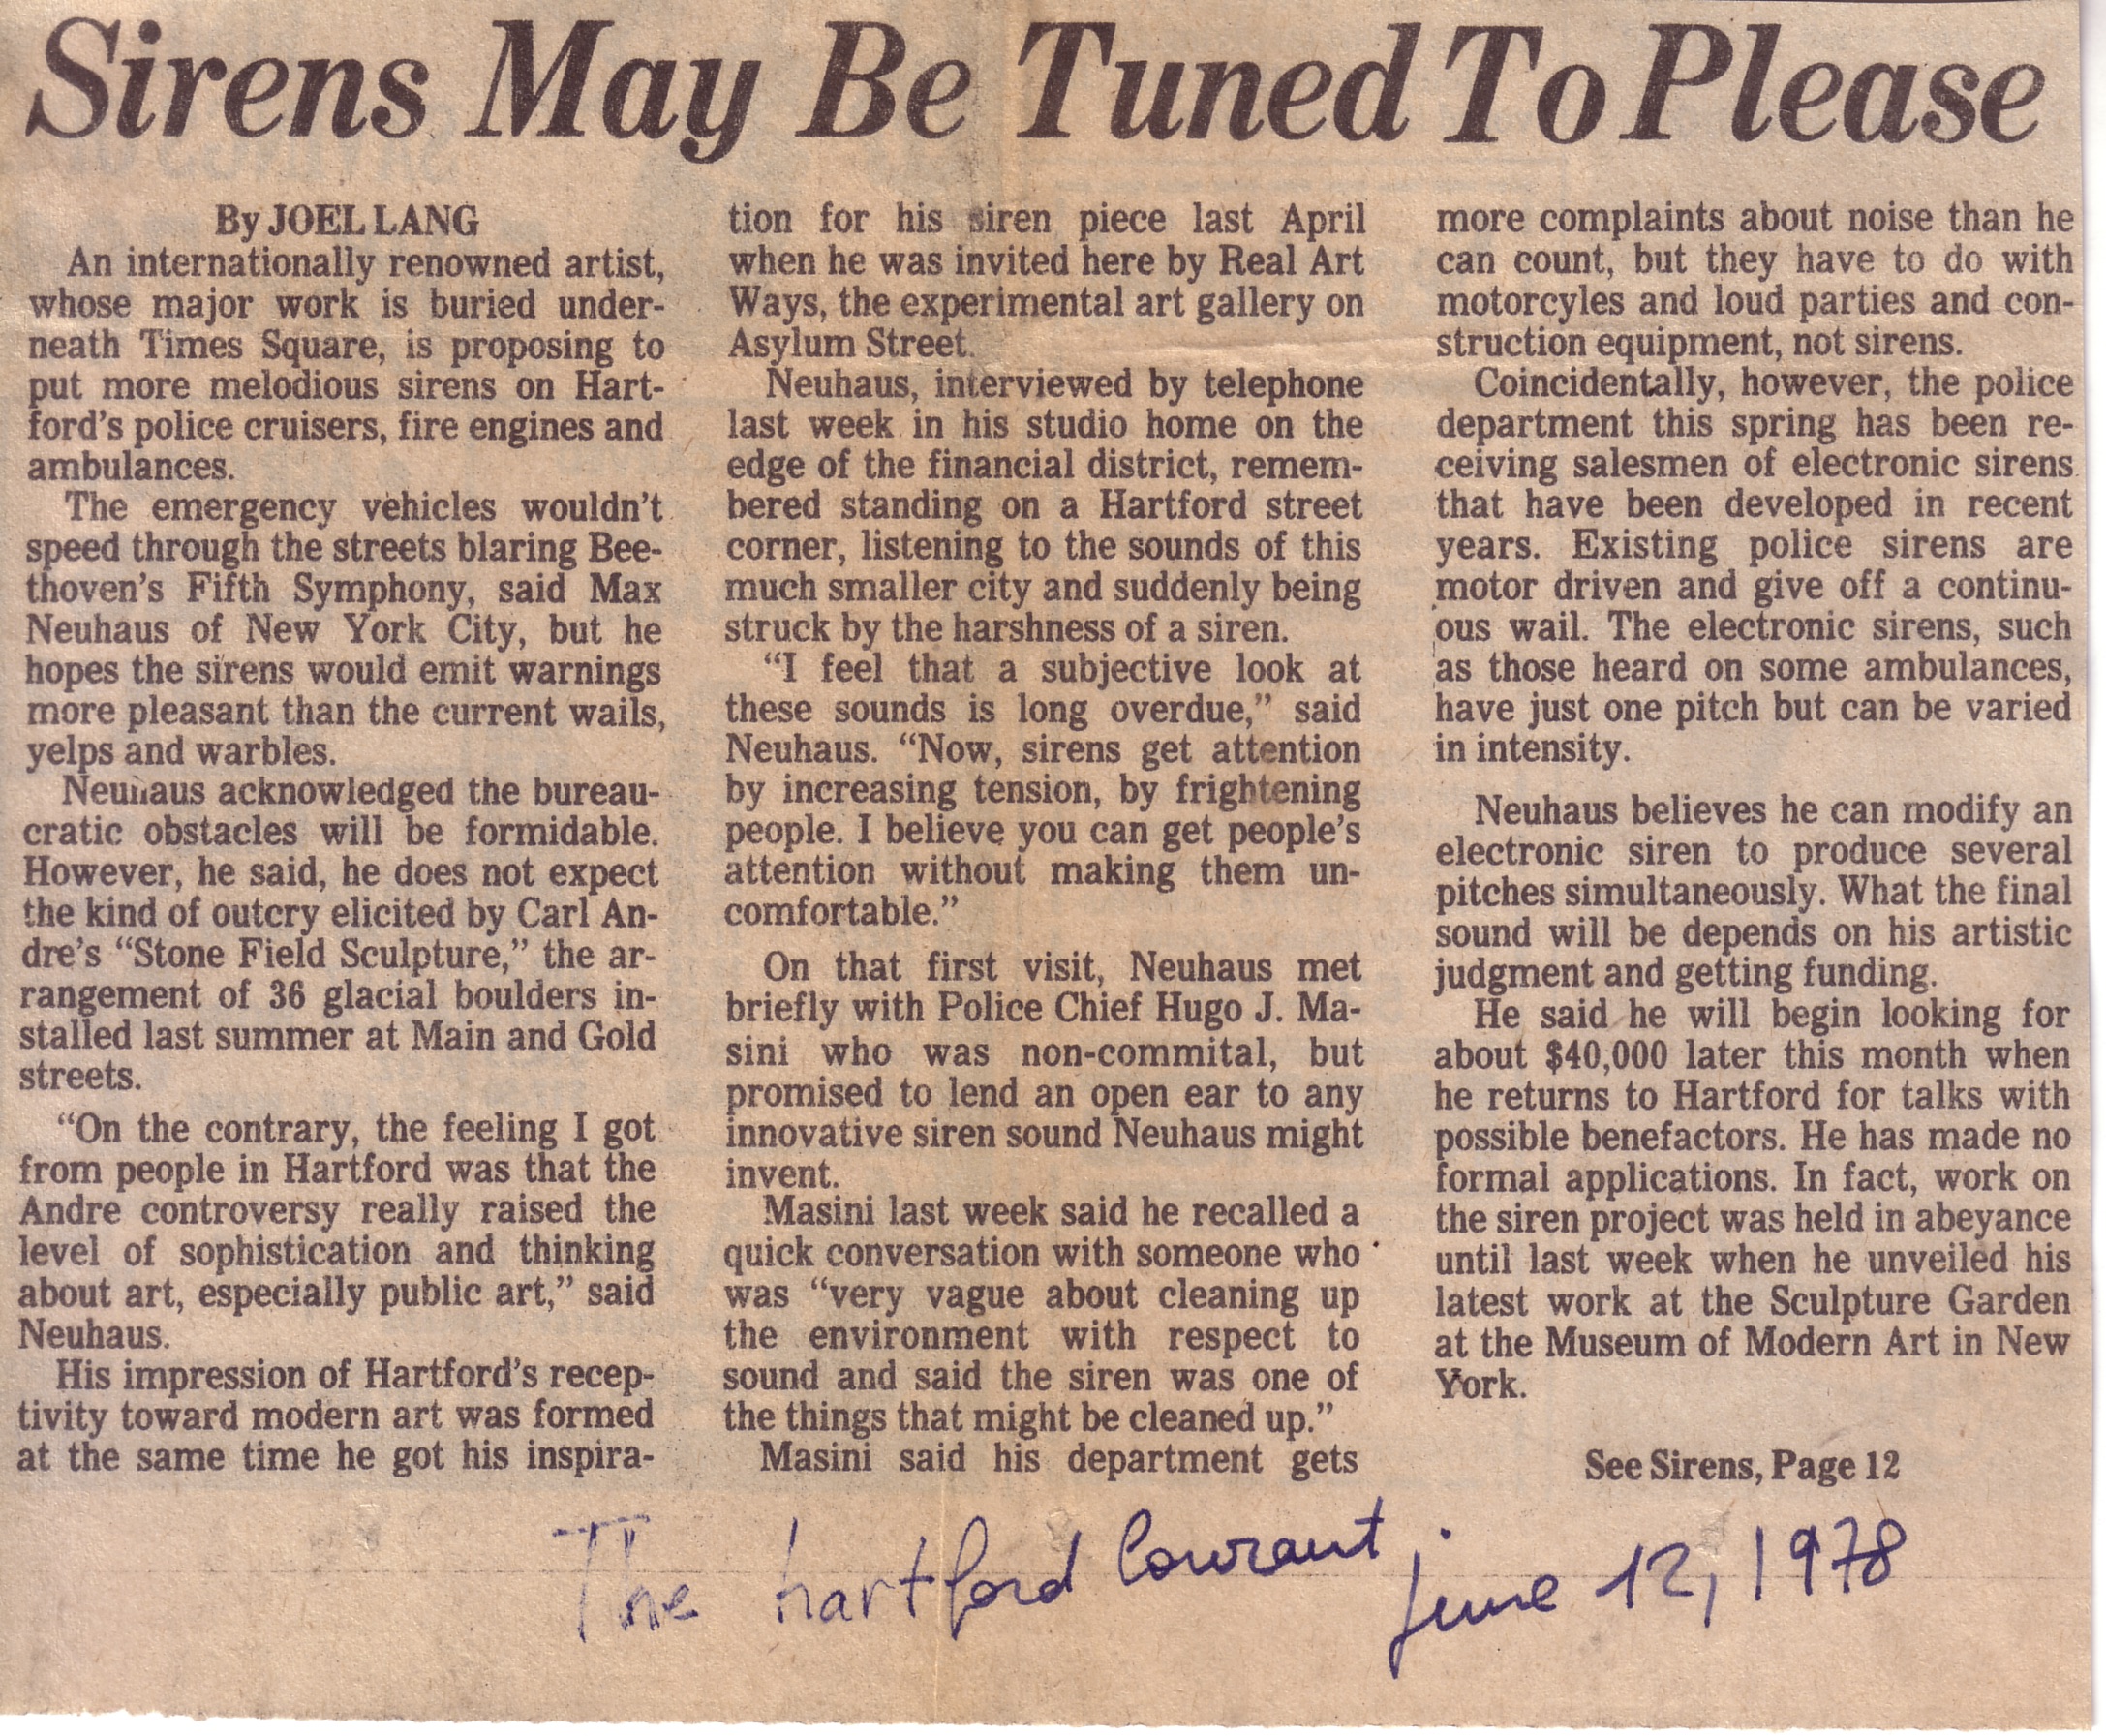 Sirens May Be Tuned To Please
By JOEL LANG
An internationally renowned artist,
whose major work is buried under-
neath Times Square, is proposing to
put more melodious sirens on Hart-
ford's police cruisers, fire engines and
ambulances.
The emergency vehicles wouldn't
speed through the streets blaring Bee-
thoven's Fifth Symphony, said Max
Neuhaus of New York City, but he
hopes the sirens would emit warnings
more pleasant than the current wails,
yelps and warbles.
Neuhaus acknowledged the bureau-
cratic obstacles will be formidable.
However, he said, he does not expect
the kind of outcry elicited by Carl An-
dre's “Stone Field Sculpture,” the ar-
rangement of 36 glacial boulders in-
stalled last summer at Main and Gold
streets.
“On the contrary, the feeling I got
from people in Hartford was that the
Andre controversy really raised the
level of sophistication and thinking
about art, especially public art,” said
Neuhaus.
His impression of Hartford's recep-
tivity toward modern art was formed
at the same time he got his inspira-
tion for his siren piece last April
when he was invited here by Real Art
Ways, the experimental art gallery on
Asylum Street.
Neuhaus, interviewed by telephone
last week in his studio home on the
edge of the financial district, remem-
bered standing on a Hartford street
corner, listening to the sounds of this
much smaller city and suddenly being
struck by the harshness of a siren.
“I feel that a subjective look at
these sounds is long overdue,” said
Neuhaus. “Now, sirens get attention
by increasing tension, by frightening
people. I believe you can get people's
attention without making them un-
comfortable.”
On that first visit, Neuhaus met
briefly with Police Chief Hugo J. Ma-
sini who was non-commital, but
promised to lend an open ear to any
innovative siren sound Neuhaus might
invent.
Masini last week said he recalled a
quick conversation with someone who
was “very vague about cleaning up
the environment with respect to
sound and said the siren was one of
the things that might be cleaned up.”
Masini said his department gets
more complaints about noise than he
can count, but they have to do with
motorcyles and loud parties and con-
struction equipment, not sirens.
Coincidentally, however, the police
department this spring has been re-
ceiving salesmen of electronic sirens
that have been developed in recent
years. Existing police sirens are
motor driven and give off a continu-
ous wail. The electronic sirens, such
as those heard on some ambulances,
have just one pitch but can be varied
in intensity.
Neuhaus believes he can modify an
electronic siren to produce several
pitches simultaneously. What the final
sound will be depends on his artistic
judgment and getting funding.
He said he will begin looking for
about $40,000 later this month when
he returns to Hartford for talks with
possible benefactors. He has made no
formal applications. In fact, work on
the siren project was held in abeyance
until last week when he unveiled his
latest work at the Sculpture Garden
at the Museum of Modern Art in New
York.
See Sirens, Page 12
The hartford Courant june 12, 1978